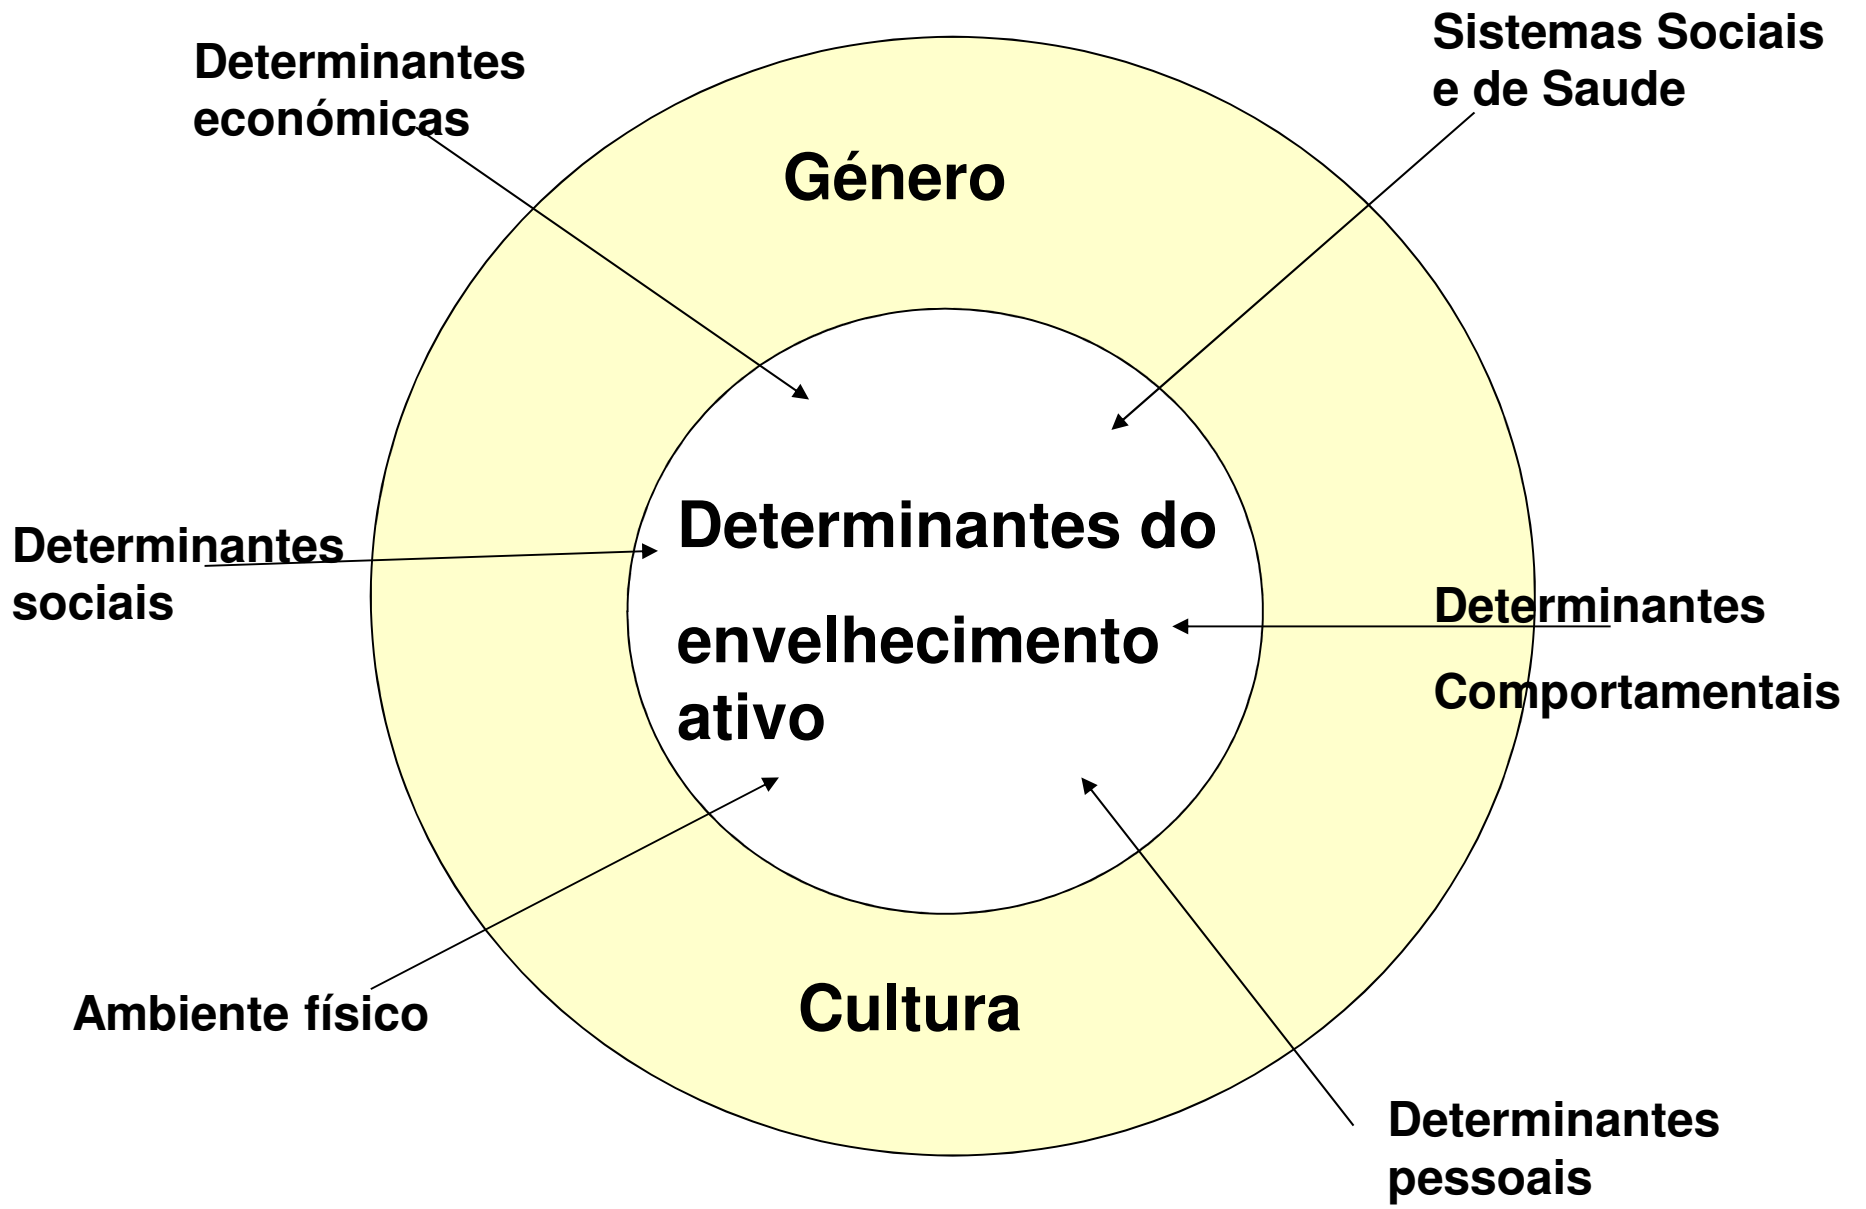 Determinantes
económicas
Sistemas Sociais
e de Saude
Género
Determinantes
sociais
Determinantes do
envelhecimento
ativo
Determinantes
Comportamentais
Ambiente físico
Cultura
Determinantes
pessoais